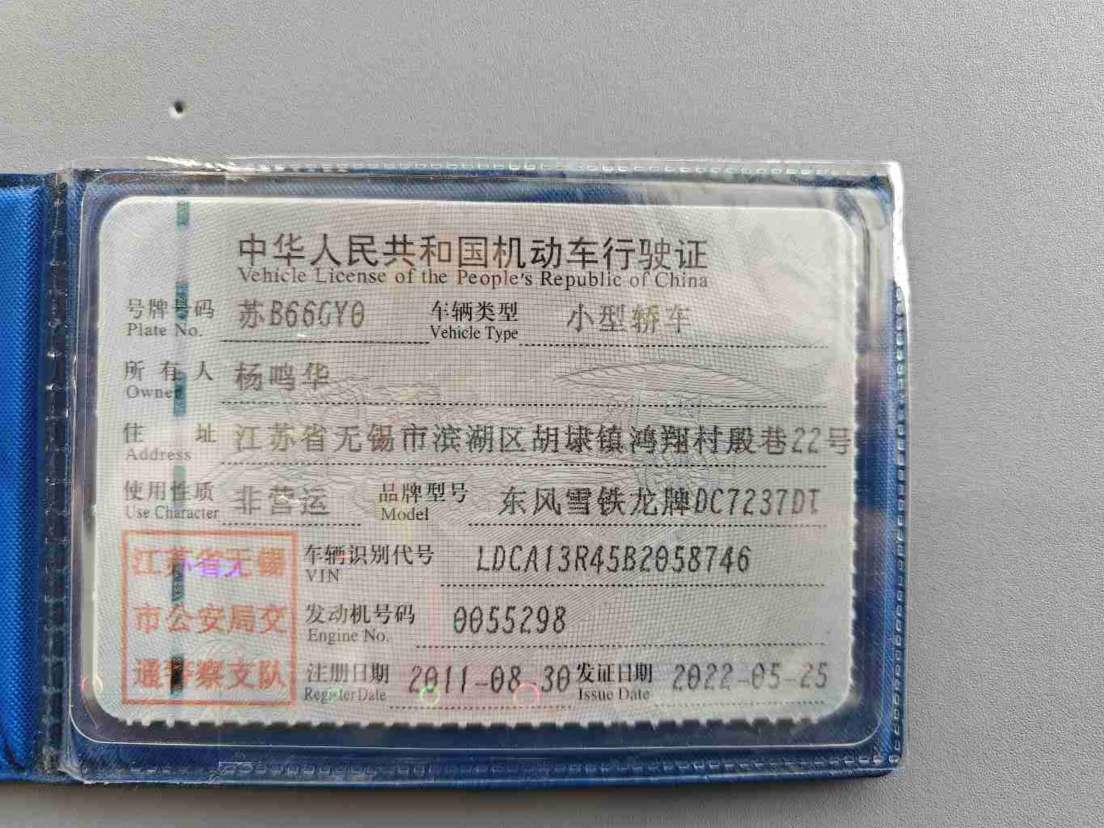 中华人民共和国机动车行驶证
Vehicle License of the People's Republic of China
号牌号码 苏B66GY0 车辆类型 小型轿车
Plate No. Vehicle Type
所有人 杨鸣华
Owner
住址 江苏省无锡市滨湖区胡埭镇鸿翔村殿巷22号
Address
使用性质 非营运 品牌型号 东风雪铁龙牌DC7237DT
Use Character Model
江苏省无锡 车辆识别代号 LDCA13R45B2058746
VIN
市公安局交 发动机号码 0055298
Engine No.
通警察支队 注册日期 2011-08-30 发证日期 2022-05-25
Register Date Issue Date